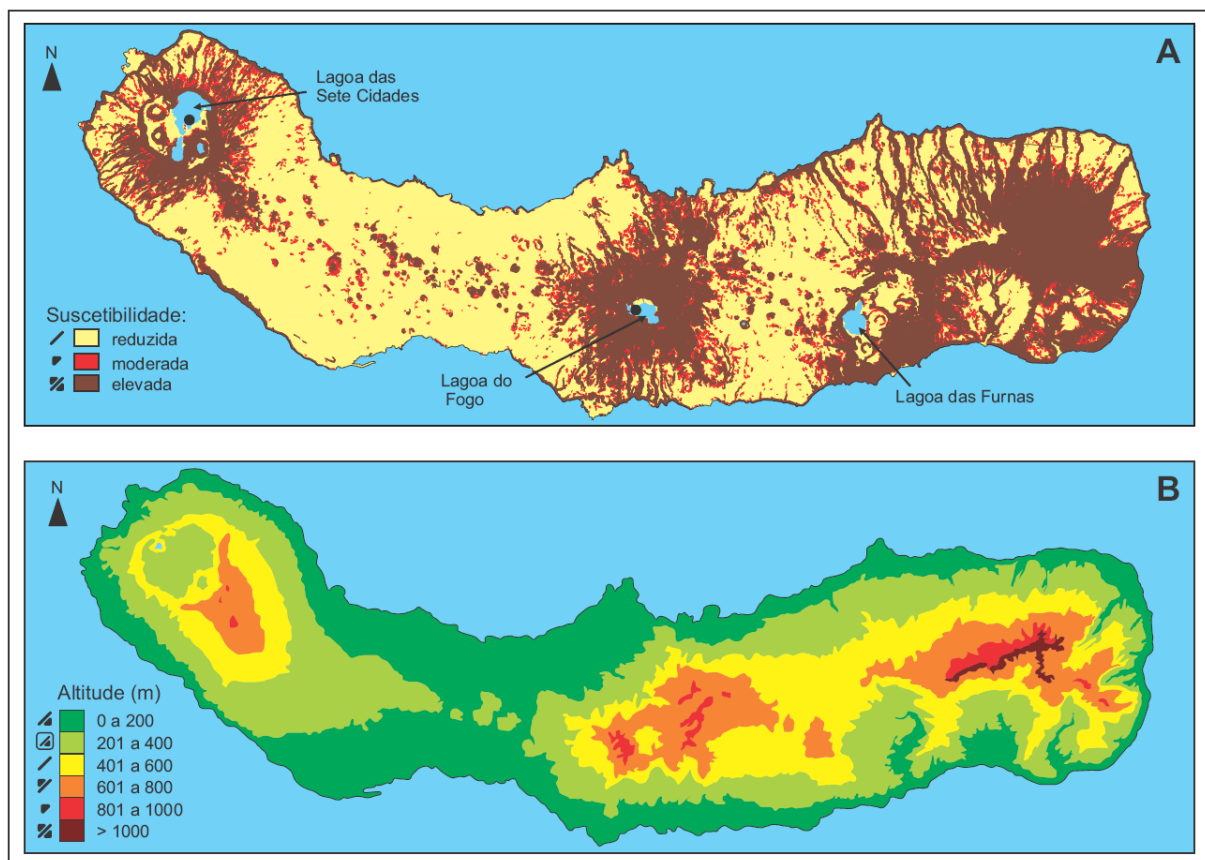 A
N
Lagoa das
Sete Cidades
Suscetibilidade:
reduzida
moderada
elevada
Lagoa do
Fogo
Lagoa das Furnas
B
N
Altitude (m)
0 a 200
201 a 400
401 a 600
601 a 800
801 a 1000
> 1000